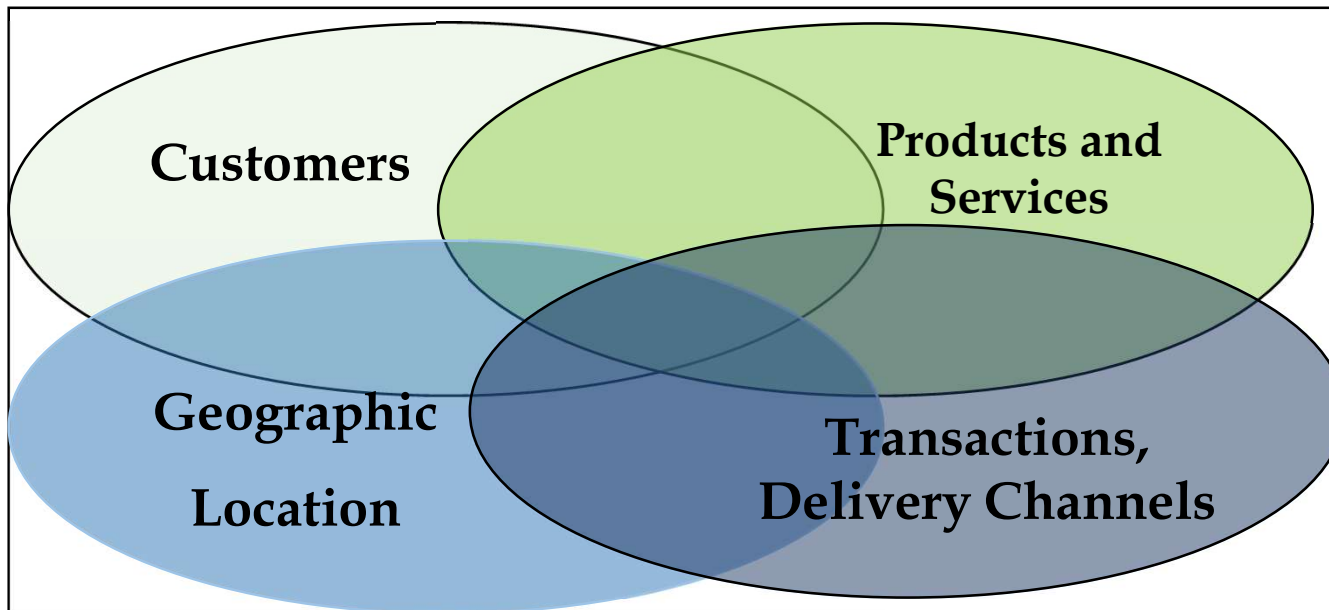 Customers
Products and
Services
Geographic
Location
Transactions,
Delivery Channels